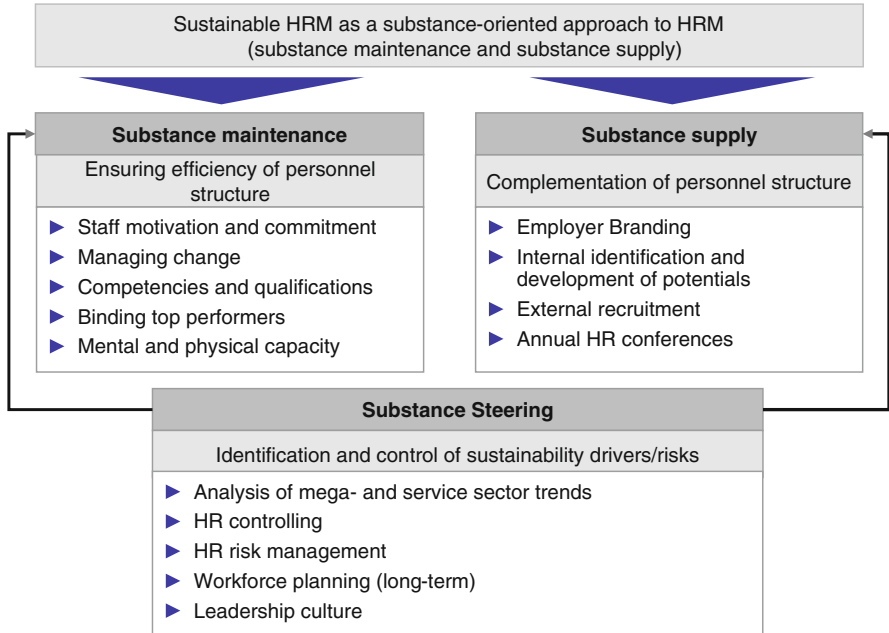 Sustainable HRM as a substance-oriented approach to HRM
(substance maintenance and substance supply)
Substance maintenance
Ensuring efficiency of personnel
structure
Staff motivation and commitment
Managing change
Competencies and qualifications
Binding top performers
Mental and physical capacity
Substance supply
Complementation of personnel structure
Employer Branding
Internal identification and
development of potentials
External recruitment
Annual HR conferences
Substance Steering
Identification and control of sustainability drivers/risks
Analysis of mega- and service sector trends
HR controlling
HR risk management
Workforce planning (long-term)
Leadership culture